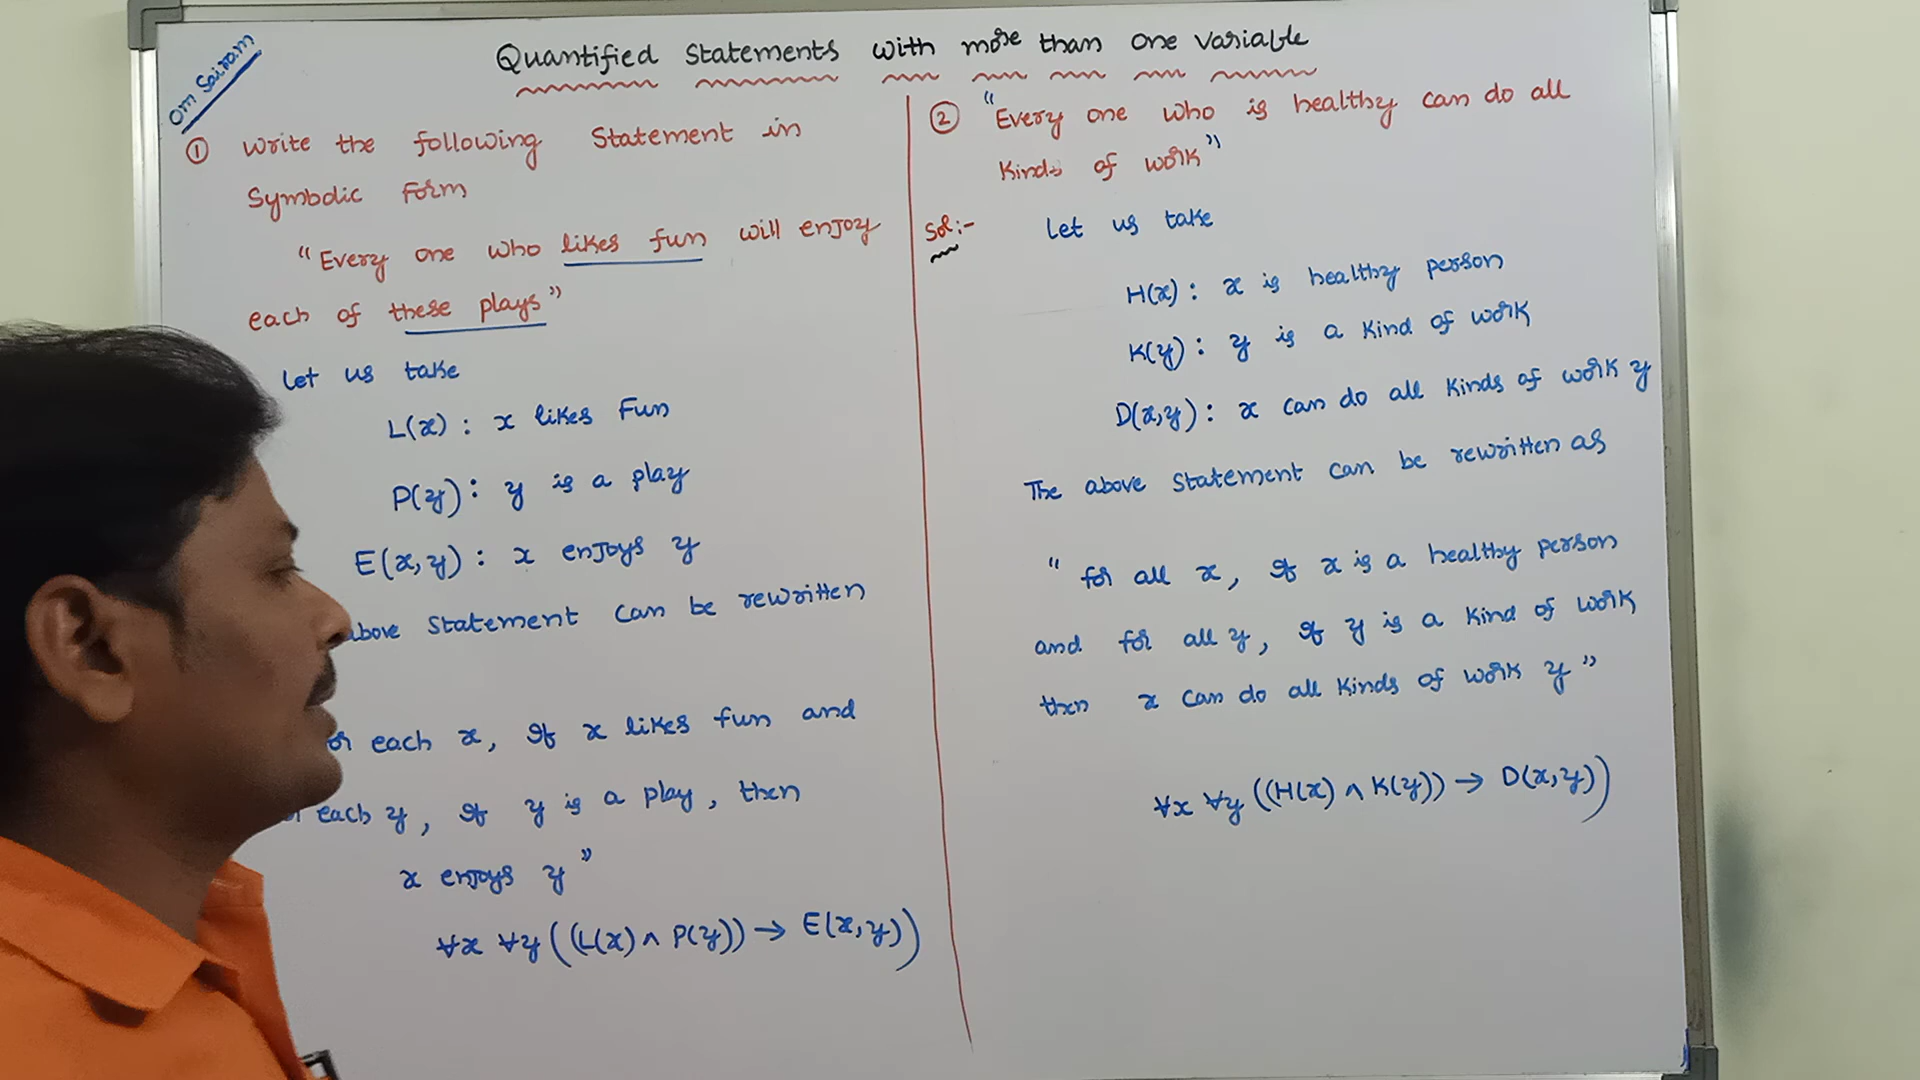 Om Sairam
Quantified Statements with more than one variable
① Write the following Statement in
Symbolic Form
“Every one who likes fun will enjoy
each of these plays”
Let us take
L(x) : x likes Fun
P(y) : y is a play
E(x,y) : x enjoys y
above Statement can be rewritten
each x, if x likes fun and
each y, if y is a play, then
x enjoys y”
∀x ∀y ((L(x) ∧ P(y)) → E(x,y))
② “Every one who is healthy can do all
Kinds of work”
Sol:- Let us take
H(x) : x is healthy person
K(y) : y is a Kind of work
D(x,y) : x can do all Kinds of work y
The above Statement can be rewritten as
“for all x, if x is a healthy person
and for all y, if y is a Kind of work
then x can do all Kinds of work y”
∀x ∀y ((H(x) ∧ K(y)) → D(x,y))